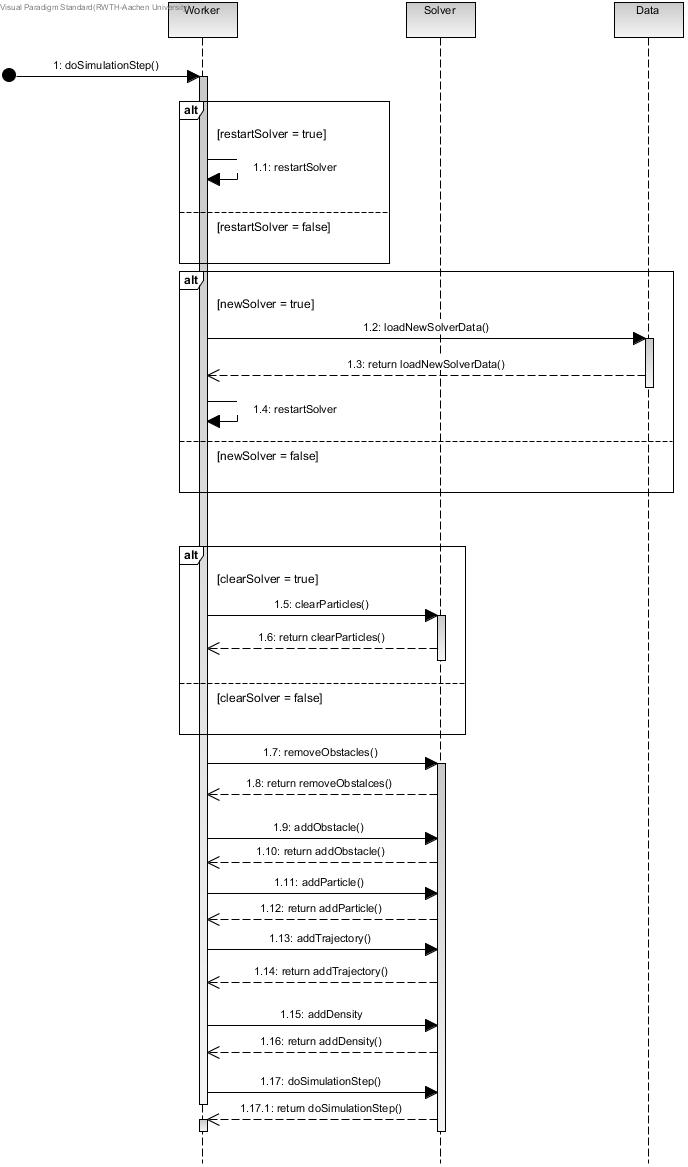 Visual Paradigm Standard(RWTH-Aachen University)
Worker
Solver
Data
1: doSimulationStep()
alt
[restartSolver = true]
1.1: restartSolver
[restartSolver = false]
alt
[newSolver = true]
1.2: loadNewSolverData()
1.3: return loadNewSolverData()
1.4: restartSolver
[newSolver = false]
alt
[clearSolver = true]
1.5: clearParticles()
1.6: return clearParticles()
[clearSolver = false]
1.7: removeObstacles()
1.8: return removeObstalces()
1.9: addObstacle()
1.10: return addObstacle()
1.11: addParticle()
1.12: return addParticle()
1.13: addTrajectory()
1.14: return addTrajectory()
1.15: addDensity
1.16: return addDensity()
1.17: doSimulationStep()
1.17.1: return doSimulationStep()